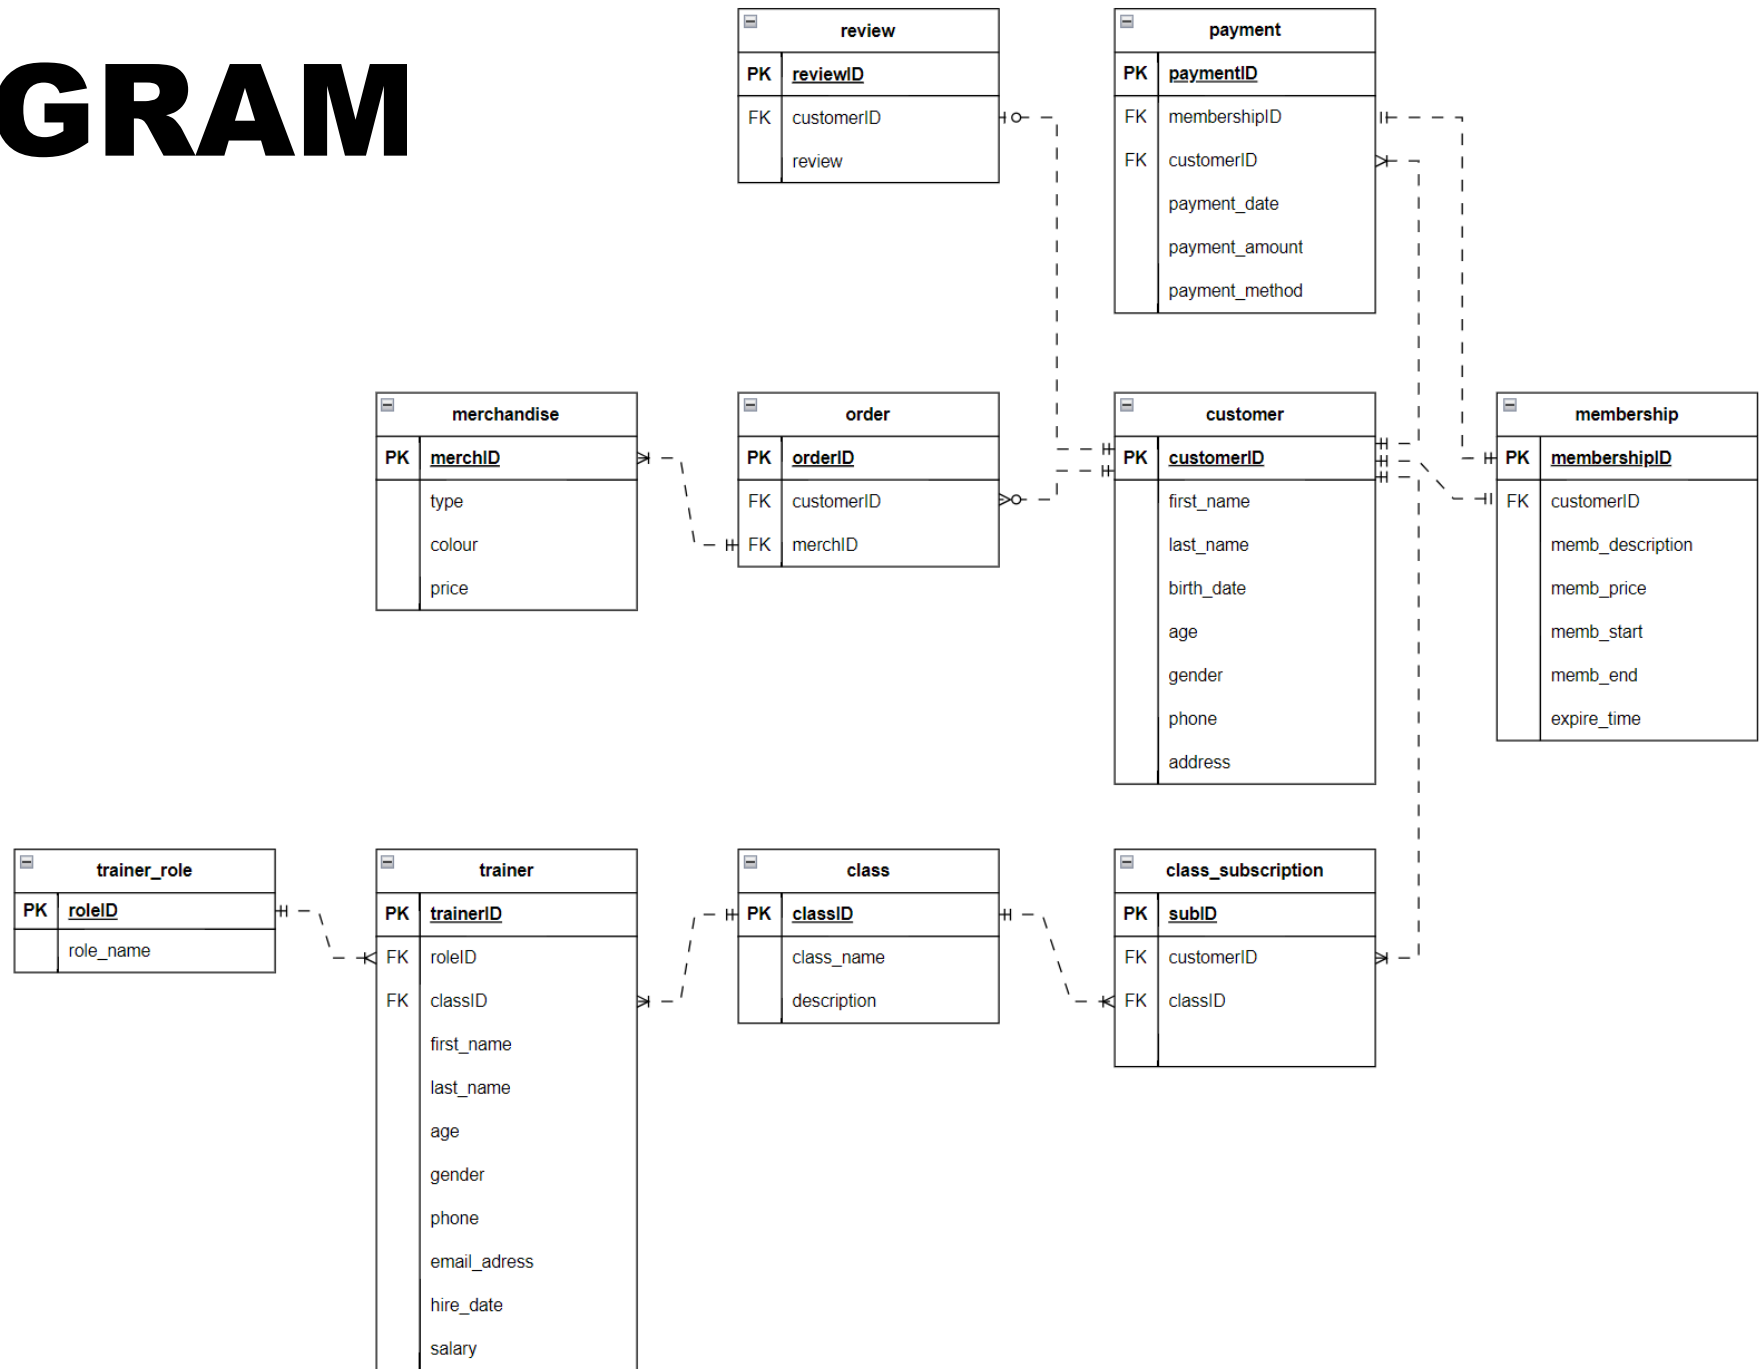 GRAM
review
PK reviewID
FK customerID
review
payment
PK paymentID
FK membershipID
FK customerID
payment_date
payment_amount
payment_method
merchandise
PK merchID
type
colour
price
order
PK orderID
FK customerID
FK merchID
customer
PK customerID
first_name
last_name
birth_date
age
gender
phone
address
membership
PK membershipID
FK customerID
memb_description
memb_price
memb_start
memb_end
expire_time
trainer_role
PK roleID
role_name
trainer
PK trainerID
FK roleID
FK classID
first_name
last_name
age
gender
phone
email_adress
hire_date
salary
class
PK classID
class_name
description
class_subscription
PK subID
FK customerID
FK classID